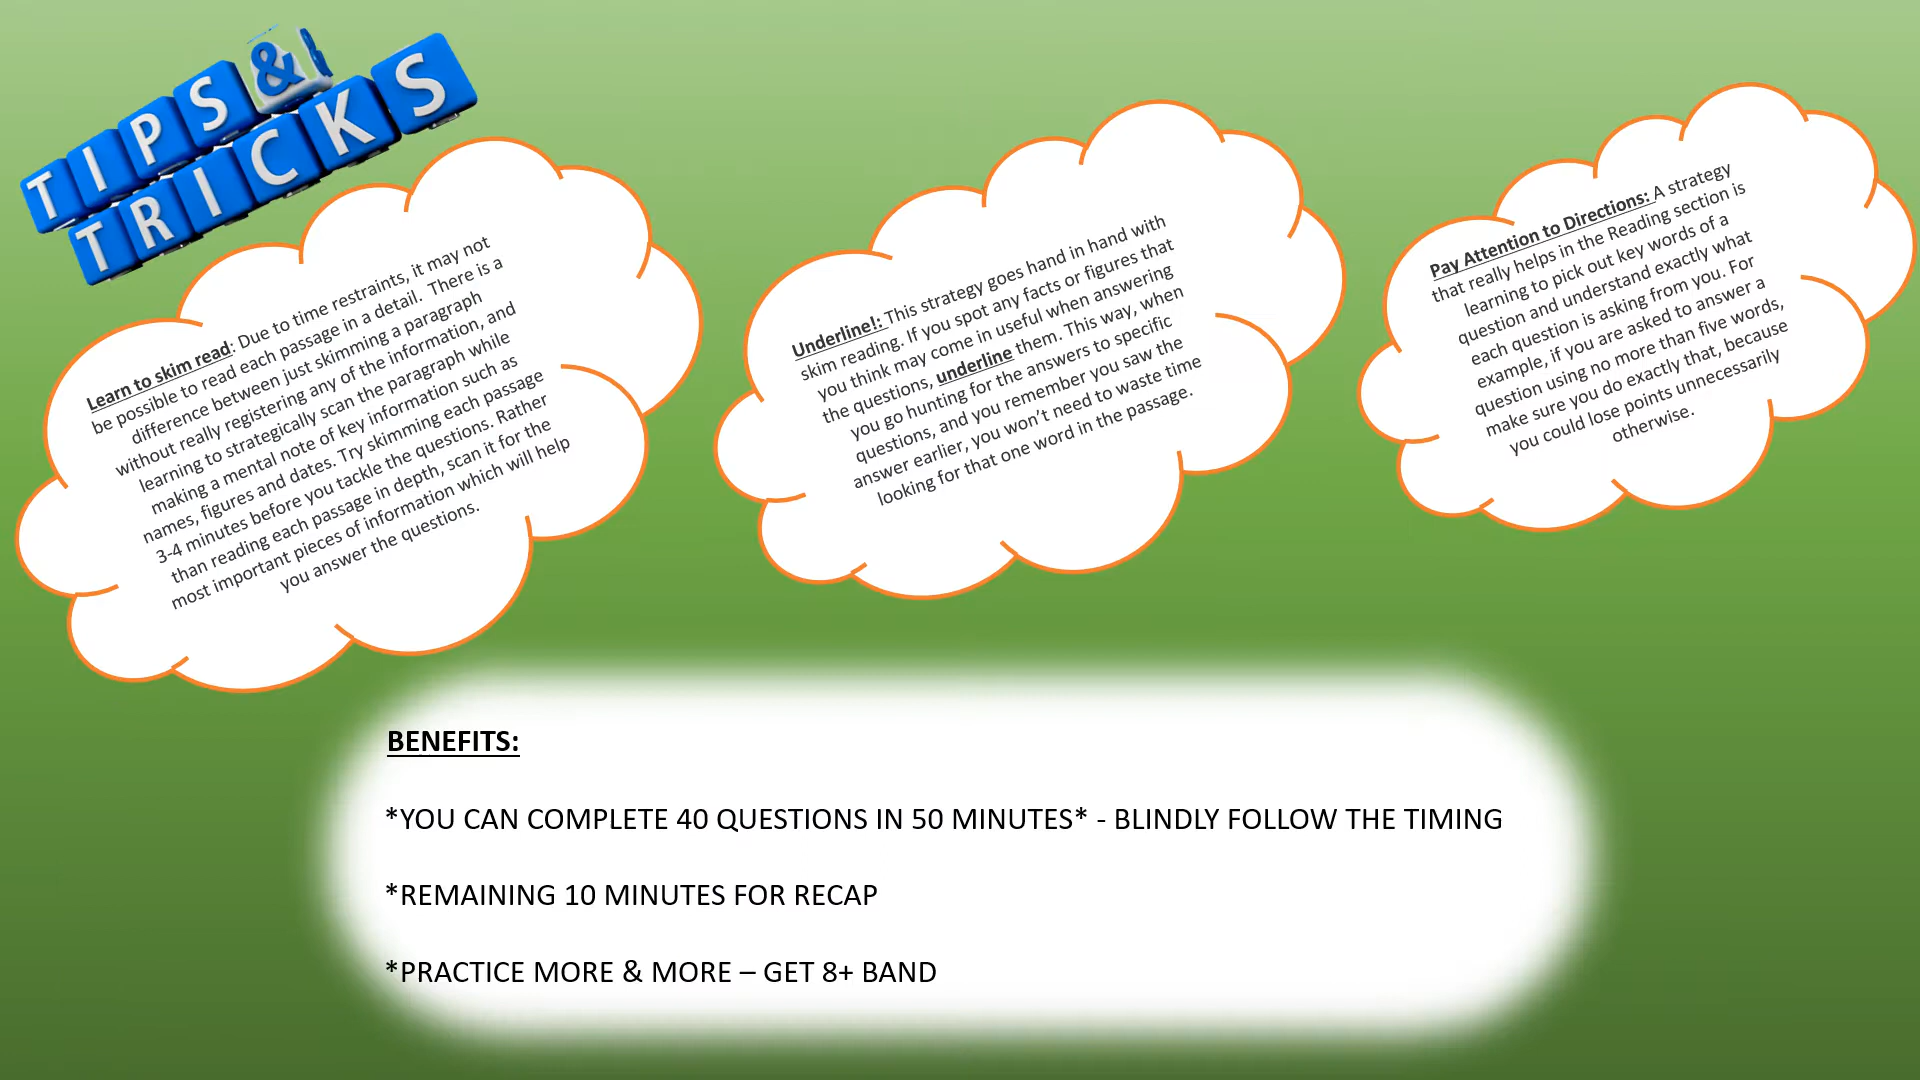 TIPS &
TRICKS
Learn to skim read: Due to time restraints, it may not
be possible to read each passage in a detail. There is a
difference between just skimming a paragraph
without really registering any of the information, and
learning to strategically scan the paragraph while
making a mental note of key information such as
names, figures and dates. Try skimming each passage
3-4 minutes before you tackle the questions. Rather
than reading each passage in depth, scan it for the
most important pieces of information which will help
you answer the questions.
Underline!: This strategy goes hand in hand with
skim reading. If you spot any facts or figures that
you think may come in useful when answering
the questions, underline them. This way, when
you go hunting for the answers to specific
questions, and you remember you saw the
answer earlier, you won't need to waste time
looking for that one word in the passage.
Pay Attention to Directions: A strategy
that really helps in the Reading section is
learning to pick out key words of a
question and understand exactly what
each question is asking from you. For
example, if you are asked to answer a
question using no more than five words,
make sure you do exactly that, because
you could lose points unnecessarily
otherwise.
BENEFITS:
*YOU CAN COMPLETE 40 QUESTIONS IN 50 MINUTES* - BLINDLY FOLLOW THE TIMING
*REMAINING 10 MINUTES FOR RECAP
*PRACTICE MORE & MORE – GET 8+ BAND